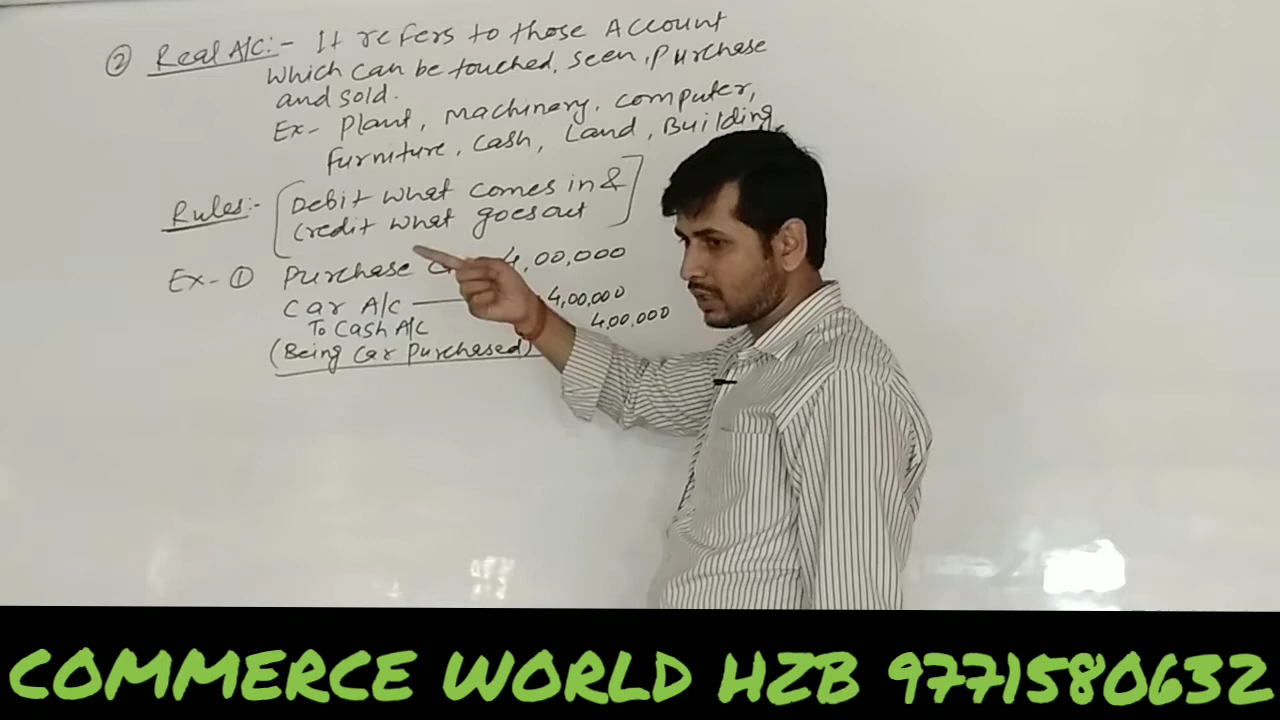 ② Real A/C:- It refers to those Account
which can be touched, seen, purchase
and sold.
Ex- Plant, Machinery, Computer,
Furniture, Cash, Land, Building,
Rules:- [Debit what comes in &
Credit what goes out]
Ex- ① Purchase 4,00,000
Car A/C — 4,00,000
To Cash A/C 4,00,000
(Being Car Purchased)
COMMERCE WORLD HZB 9771580632